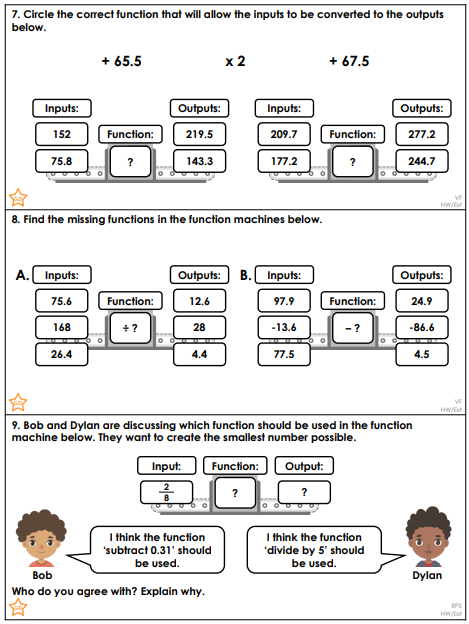 7. Circle the correct function that will allow the inputs to be converted to the outputs
below.
+ 65.5 x 2 + 67.5
Inputs: Outputs: Inputs: Outputs:
152 Function: 219.5 209.7 Function: 277.2
75.8 ? 143.3 177.2 ? 244.7
GD
VF
HW/Ext
8. Find the missing functions in the function machines below.
A. Inputs: Outputs: B. Inputs: Outputs:
75.6 Function: 12.6 97.9 Function: 24.9
168 ÷ ? 28 -13.6 – ? -86.6
26.4 4.4 77.5 4.5
GD
VF
HW/Ext
9. Bob and Dylan are discussing which function should be used in the function
machine below. They want to create the smallest number possible.
Input: Function: Output:
2/8 ? ?
I think the function
‘subtract 0.31’ should
be used.
I think the function
‘divide by 5’ should
be used.
Bob Dylan
Who do you agree with? Explain why.
GD
RPS
HW/Ext